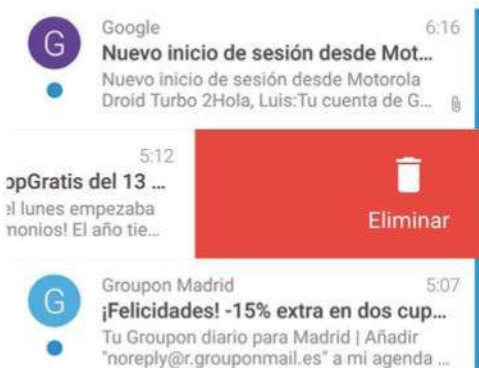 G
Google 6:16
Nuevo inicio de sesión desde Mot...
Nuevo inicio de sesión desde Motorola
Droid Turbo 2Hola, Luis:Tu cuenta de G...
5:12
ppGratis del 13 ...
el lunes empezaba
monios! El año tie...
Eliminar
G
Groupon Madrid 5:07
¡Felicidades! -15% extra en dos cup...
Tu Groupon diario para Madrid | Añadir
"noreply@r.grouponmail.es" a mi agenda ...